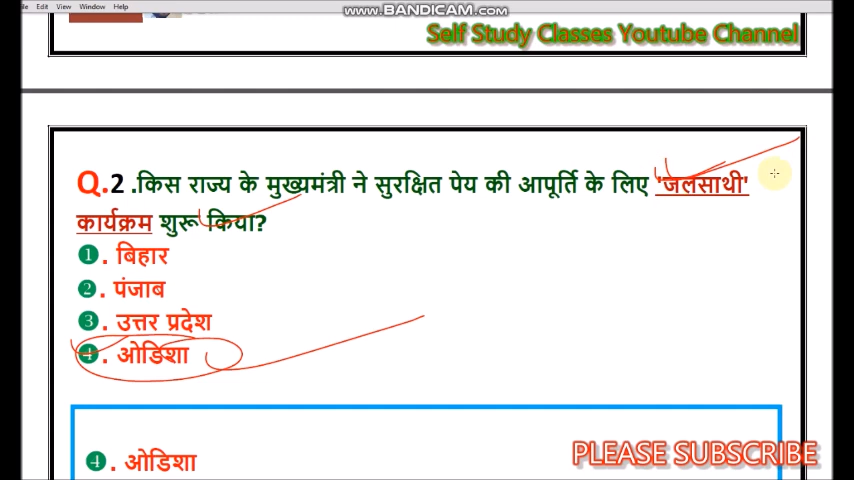 ile Edit View Window Help
WWW.BANDICAM.COM
Self Study Classes Youtube Channel
Q.2 .किस राज्य के मुख्यमंत्री ने सुरक्षित पेय की आपूर्ति के लिए 'जलसाथी'
कार्यक्रम शुरू किया?
❶. बिहार
❷. पंजाब
❸. उत्तर प्रदेश
❹. ओडिशा
❹. ओडिशा
PLEASE SUBSCRIBE